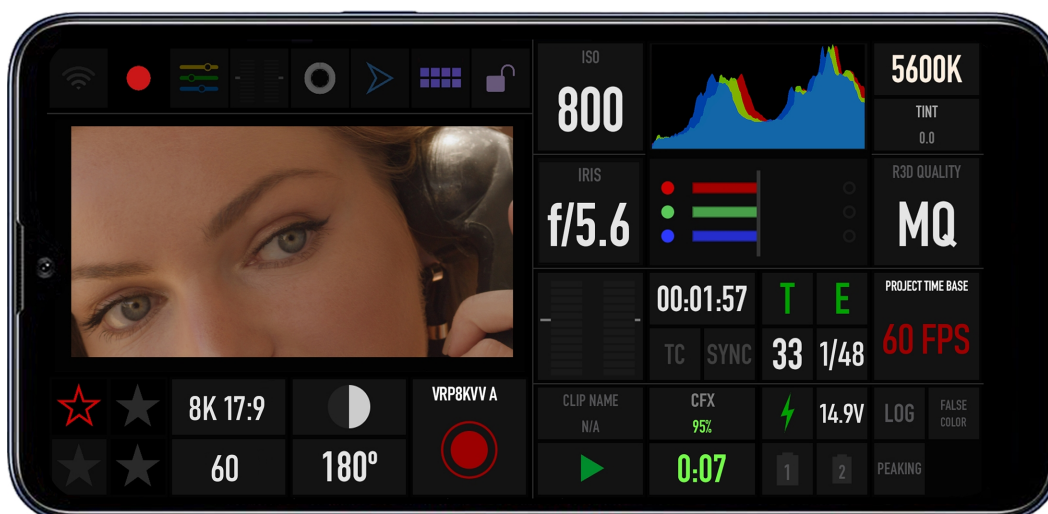 ISO
800
5600K
TINT
0.0
IRIS
f/5.6
R3D QUALITY
MQ
00:01:57
T
E
PROJECT TIME BASE
60 FPS
TC
SYNC
33
1/48
8K 17:9
VRP8KVV A
CLIP NAME
N/A
CFX
95%
14.9V
LOG
FALSE
COLOR
60
180º
0:07
1
2
PEAKING